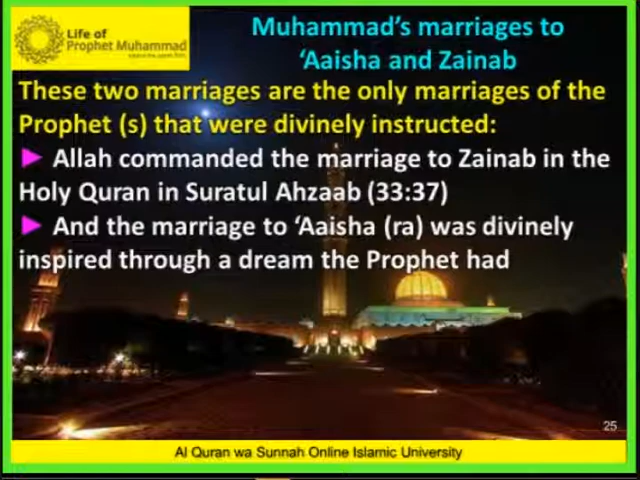 Life of
Prophet Muhammad
Muhammad's marriages to
'Aaisha and Zainab
These two marriages are the only marriages of the
Prophet (s) that were divinely instructed:
► Allah commanded the marriage to Zainab in the
Holy Quran in Suratul Ahzaab (33:37)
► And the marriage to 'Aaisha (ra) was divinely
inspired through a dream the Prophet had
25
Al Quran wa Sunnah Online Islamic University